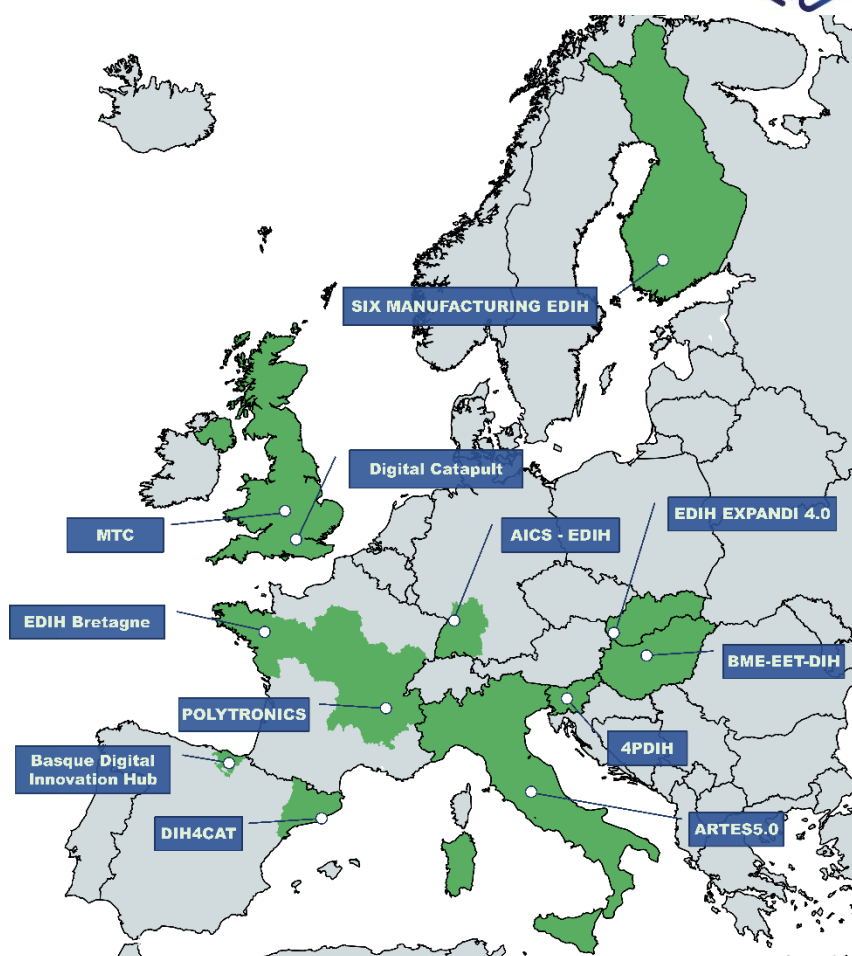 SIX MANUFACTURING EDIH
Digital Catapult
EDIH EXPANDI 4.0
MTC
AICS - EDIH
EDIH Bretagne
BME-EET-DIH
POLYTRONICS
4PDIH
Basque Digital
Innovation Hub
DIH4CAT
ARTES5.0